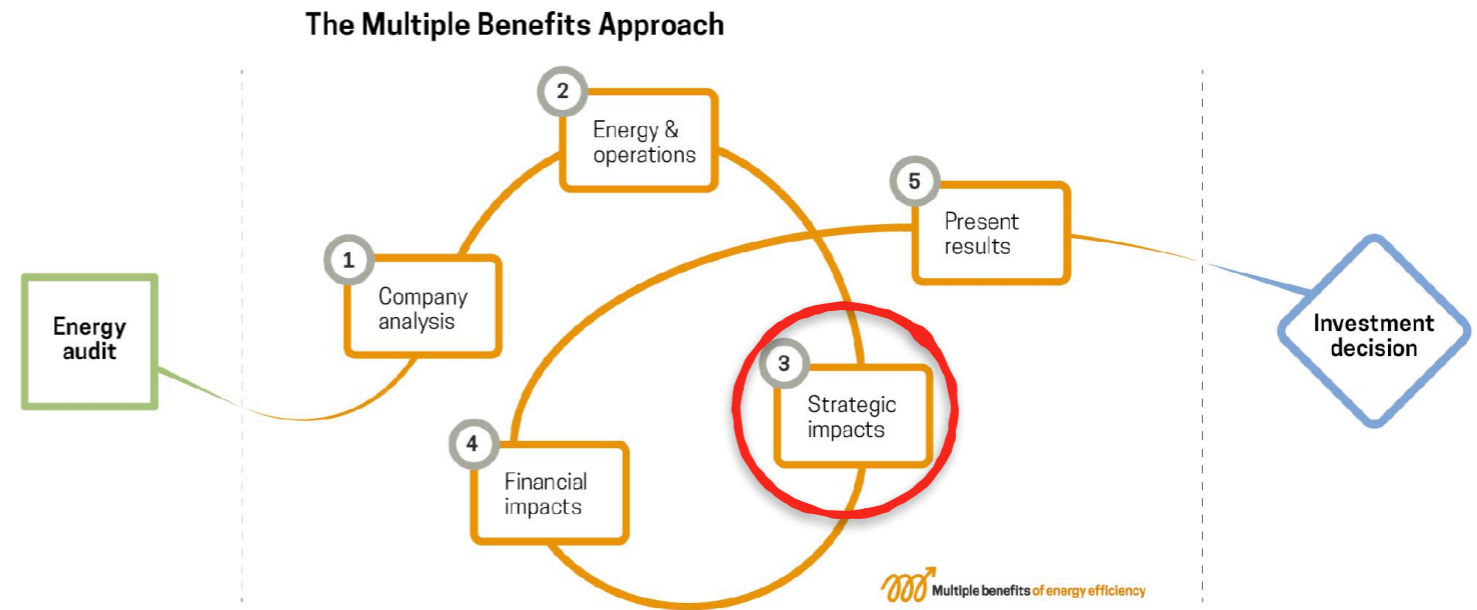 The Multiple Benefits Approach
Energy
audit
1
Company
analysis
2
Energy &
operations
3
Strategic
impacts
4
Financial
impacts
5
Present
results
Investment
decision
Multiple benefits of energy efficiency